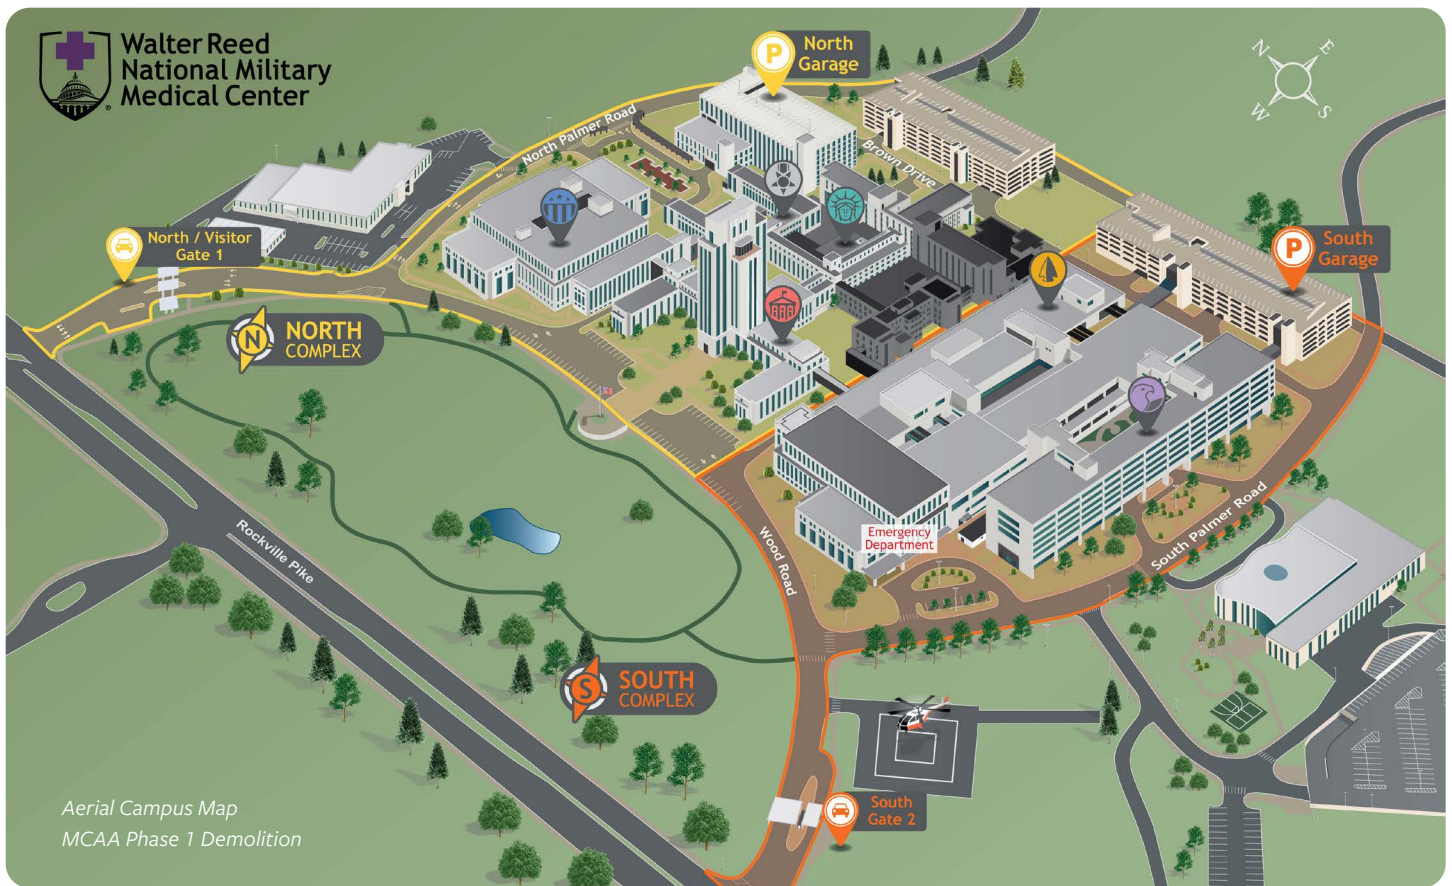 Walter Reed
National Military
Medical Center
®
P
North
Garage
N
E
W
S
North Palmer Road
Brown Drive
North / Visitor
Gate 1
P
South
Garage
N
NORTH
COMPLEX
Rockville Pike
Wood Road
Emergency
Department
South Palmer Road
S
SOUTH
COMPLEX
South
Gate 2
Aerial Campus Map
MCAA Phase 1 Demolition